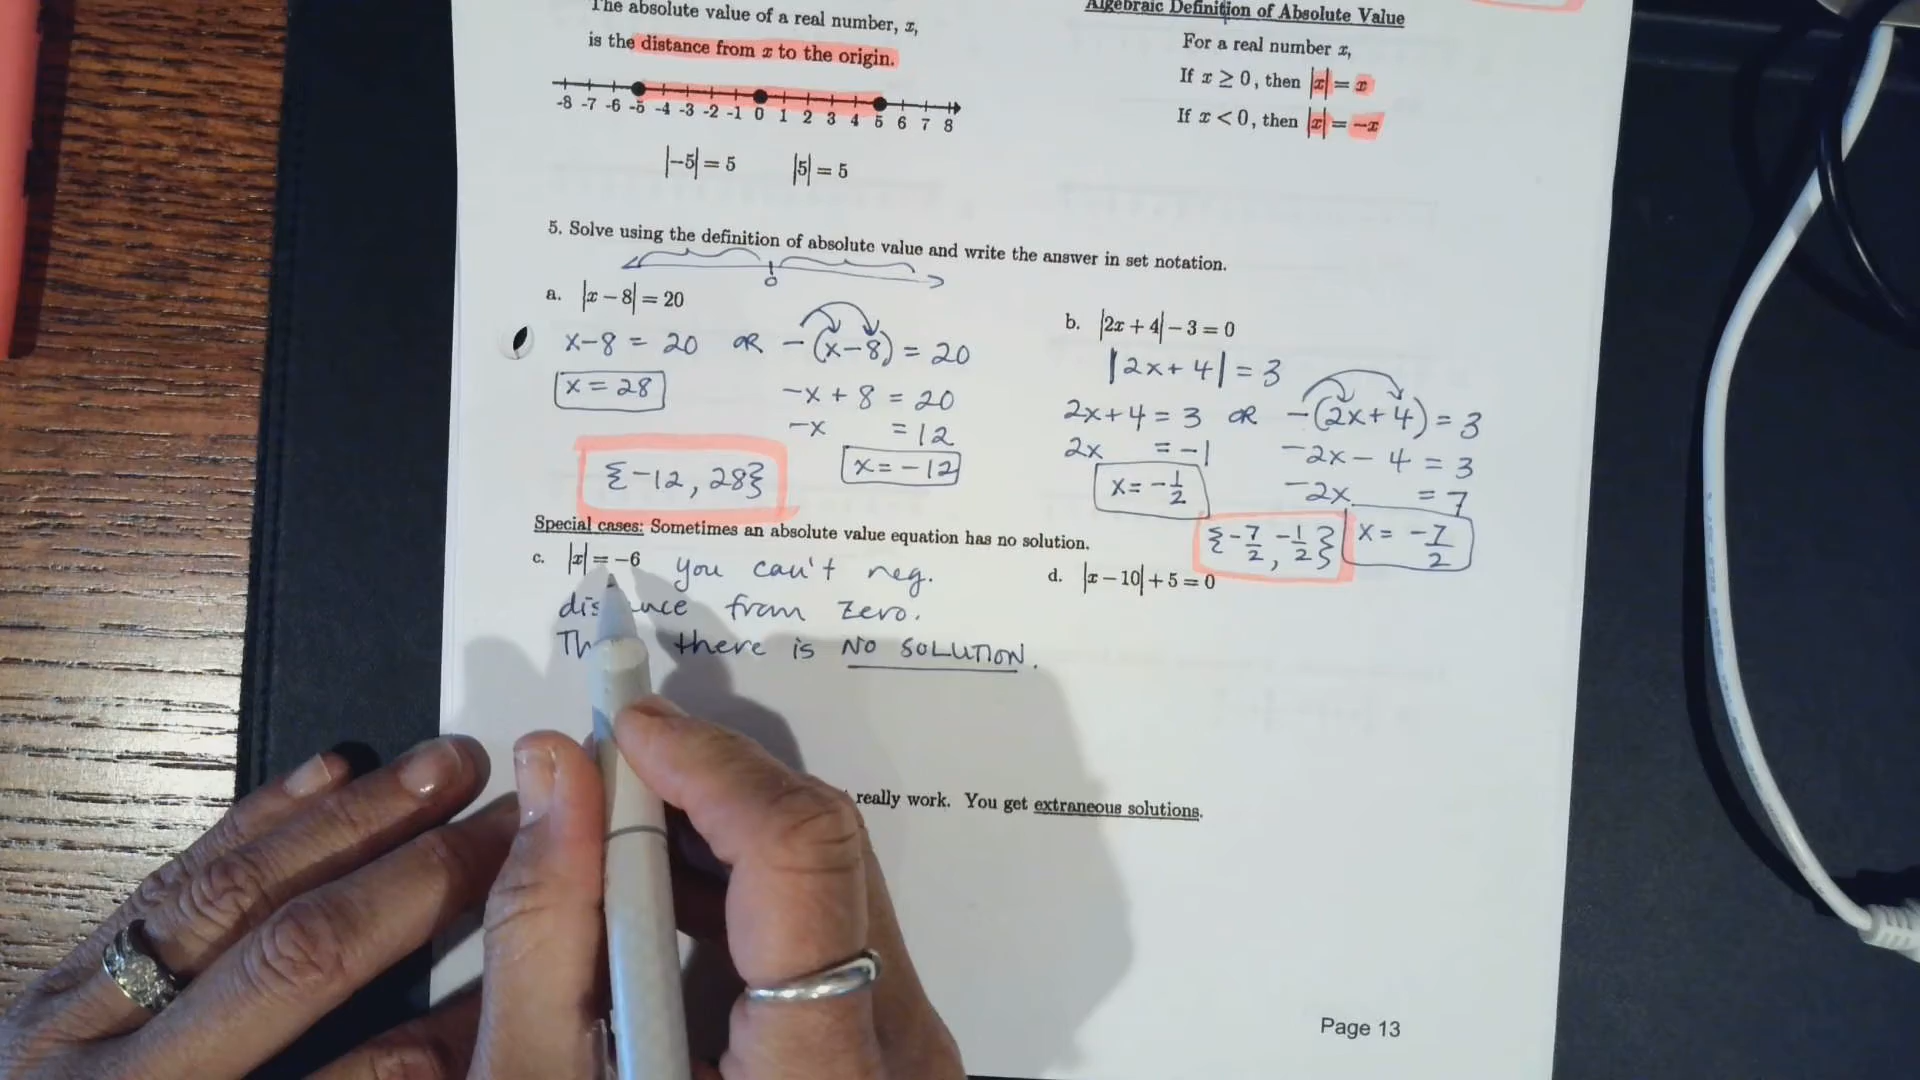 The absolute value of a real number, x,
is the distance from x to the origin.
-8 -7 -6 -5 -4 -3 -2 -1 0 1 2 3 4 5 6 7 8
|−5| = 5 |5| = 5
Algebraic Definition of Absolute Value
For a real number x,
If x ≥ 0, then |x| = x
If x < 0, then |x| = −x
5. Solve using the definition of absolute value and write the answer in set notation.
0
a. |x − 8| = 20
x−8 = 20 OR −(x−8) = 20
x = 28
−x + 8 = 20
−x = 12
x = −12
{−12, 28}
b. |2x + 4| − 3 = 0
|2x+4| = 3
2x+4 = 3 OR −(2x+4) = 3
2x = −1
x = −1/2
−2x − 4 = 3
−2x = 7
x = −7/2
{−7/2, −1/2}
Special cases: Sometimes an absolute value equation has no solution.
c. |x| = −6 you can't neg.
from zero.
there is NO SOLUTION.
d. |x − 10| + 5 = 0
really work. You get extraneous solutions.
Page 13